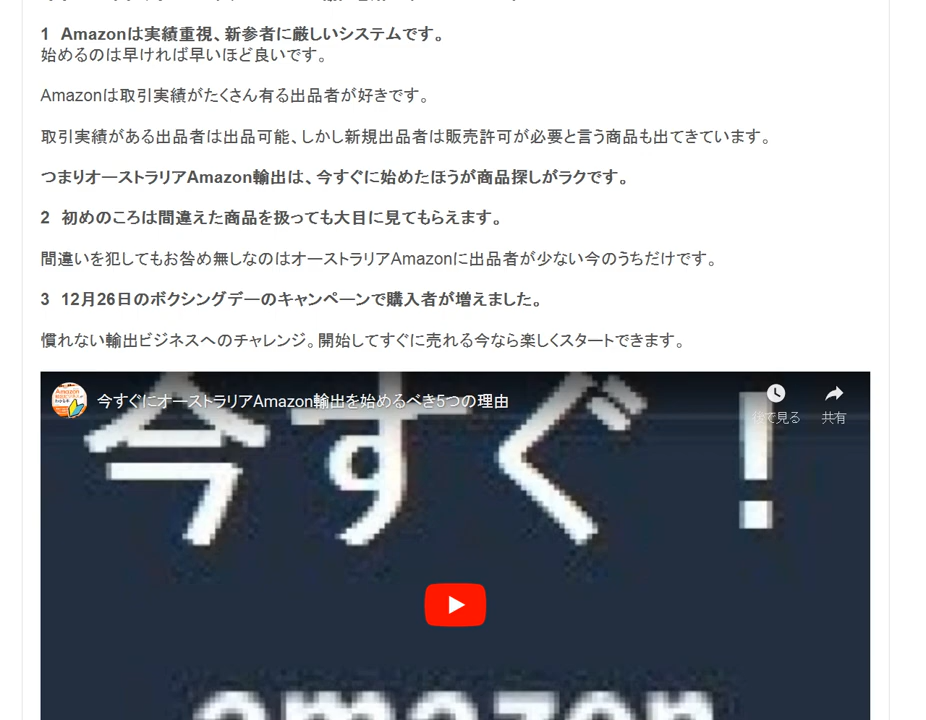 1 Amazonは実績重視、新参者に厳しいシステムです。
始めるのは早ければ早いほど良いです。
Amazonは取引実績がたくさん有る出品者が好きです。
取引実績がある出品者は出品可能、しかし新規出品者は販売許可が必要と言う商品も出てきています。
つまりオーストラリアAmazon輸出は、今すぐに始めたほうが商品探しがラクです。
2 初めのころは間違えた商品を扱っても大目に見てもらえます。
間違いを犯してもお咎め無しなのはオーストラリアAmazonに出品者が少ない今のうちだけです。
3 12月26日のボクシングデーのキャンペーンで購入者が増えました。
慣れない輸出ビジネスへのチャレンジ。開始してすぐに売れる今なら楽しくスタートできます。
今すぐにオーストラリアAmazon輸出を始めるべき5つの理由
後で見る
共有
今すぐ！
amazon